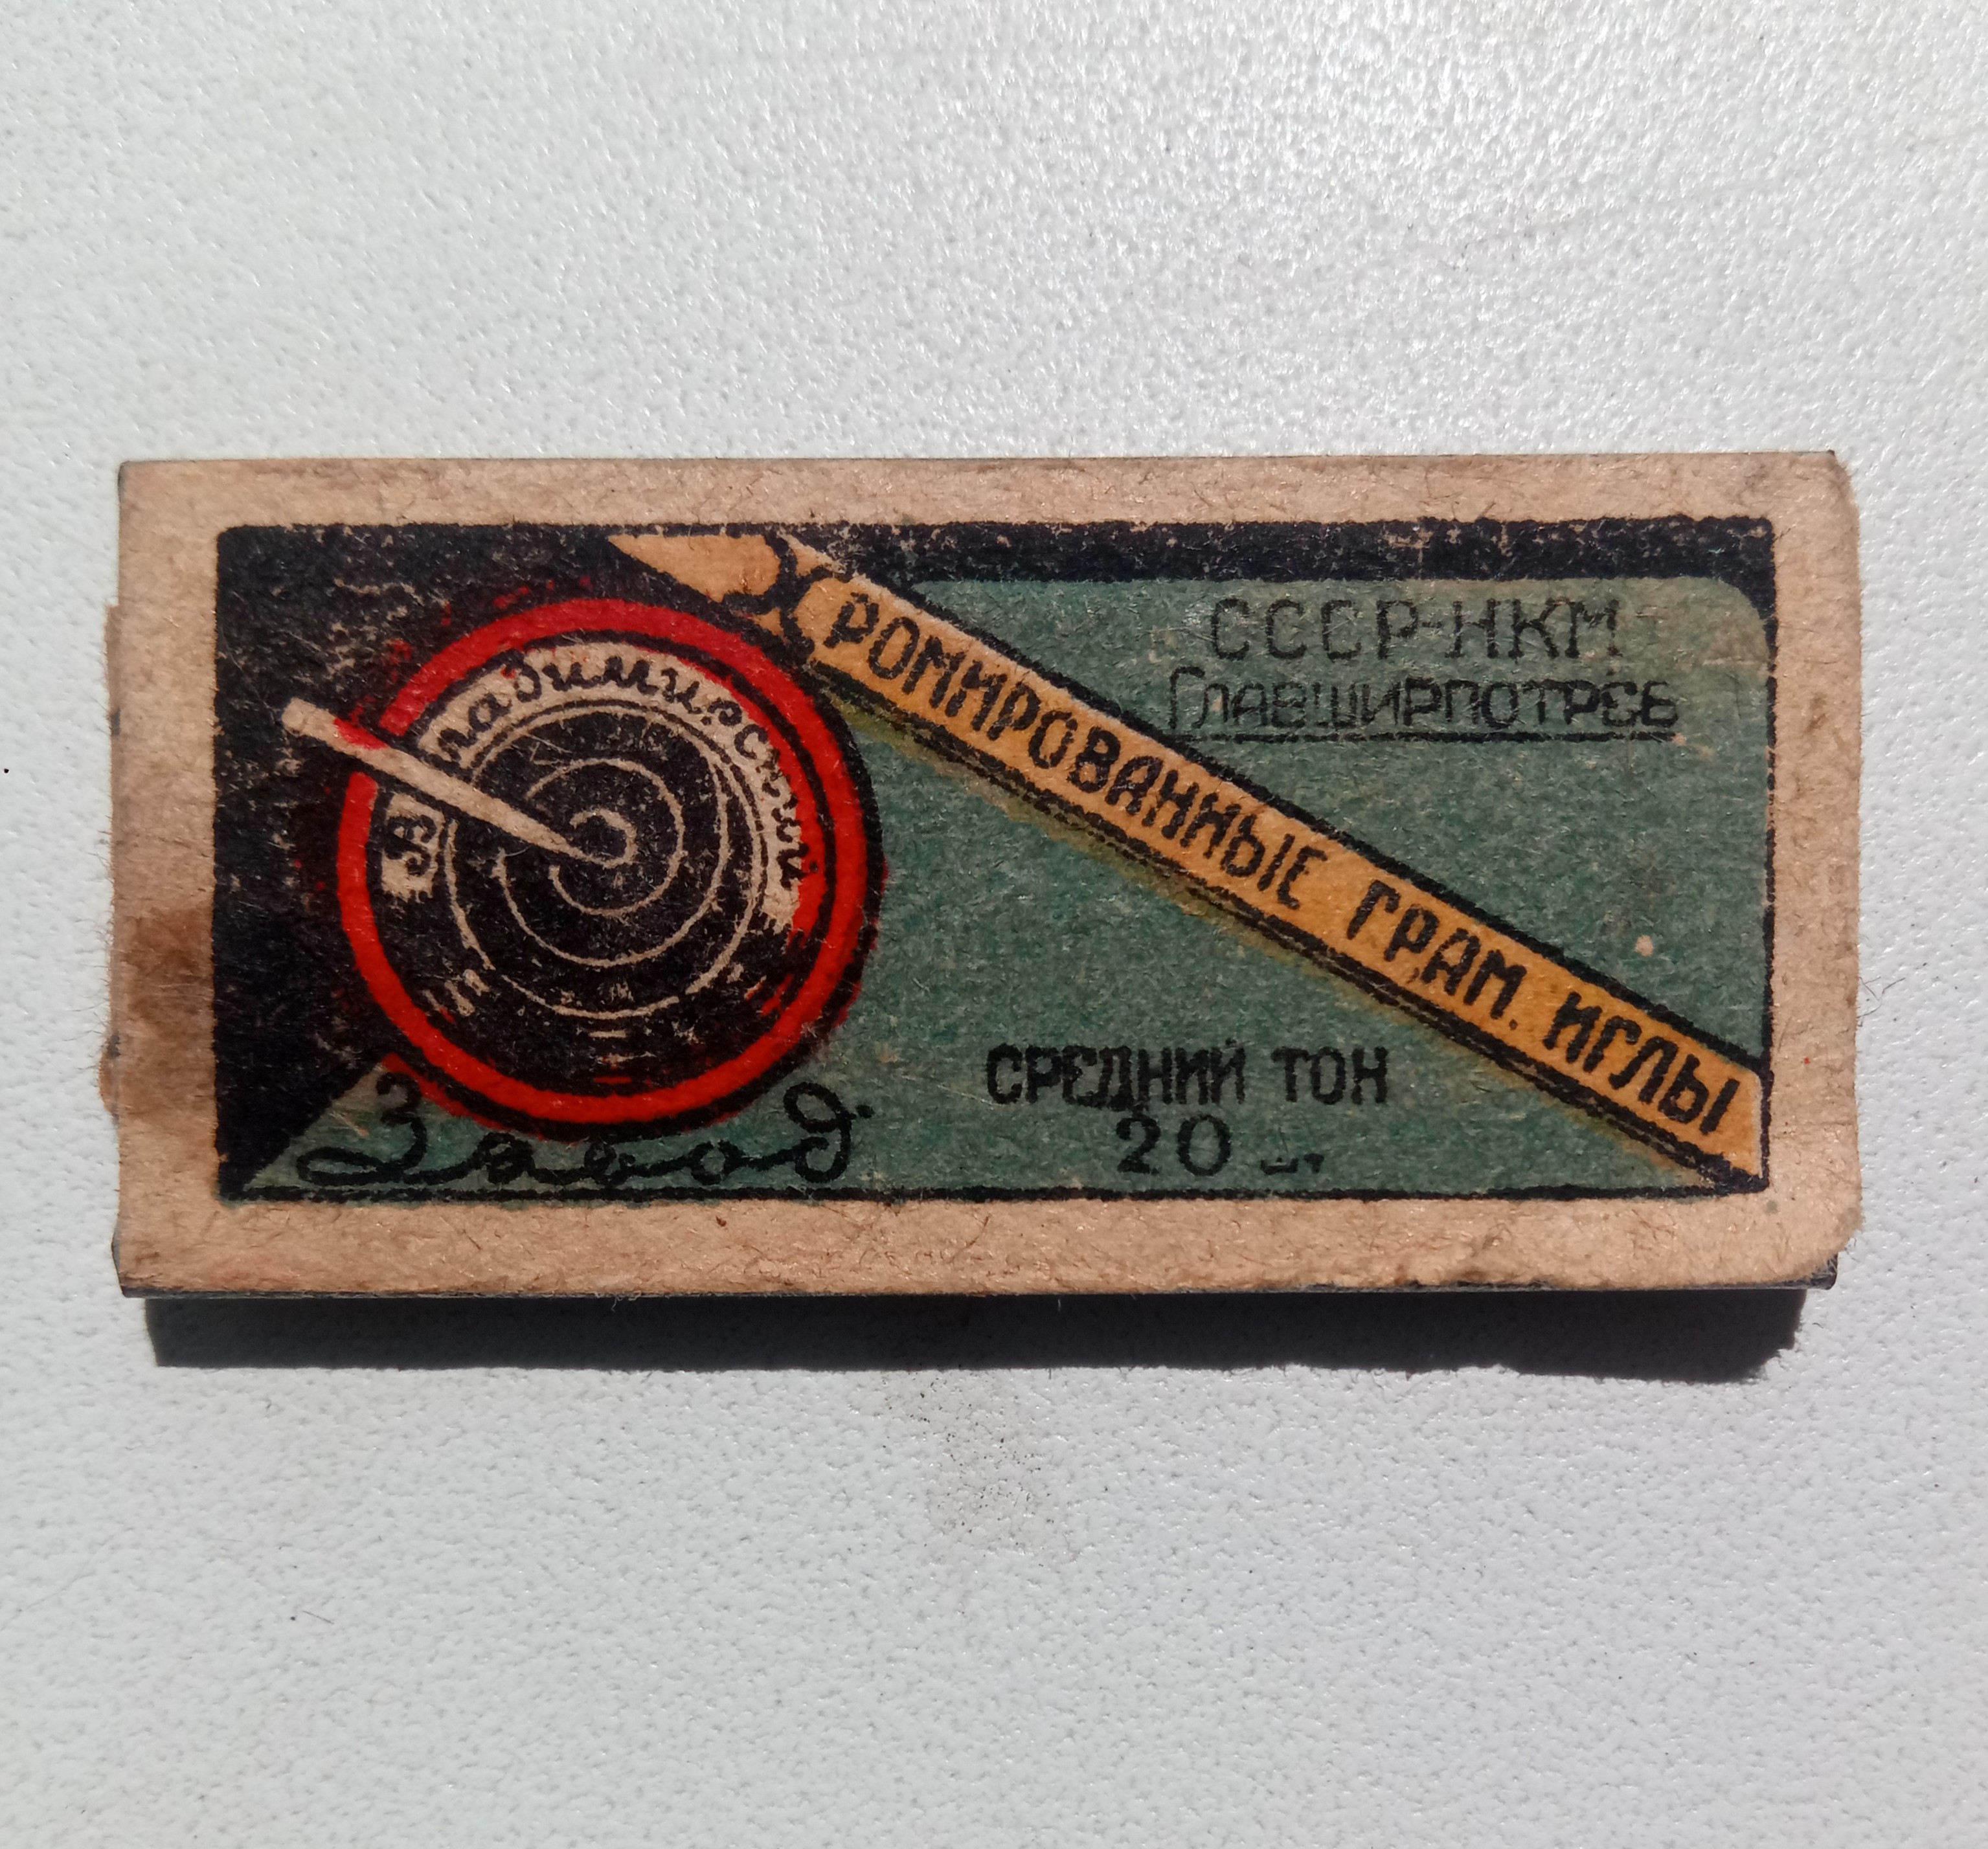 Владимирский
Завод.
ХРОМИРОВАННЫЕ ГРАМ. ИГЛЫ
СССР-НКМ
ГЛАВШИРПОТРЕБ
СРЕДНИЙ ТОН
20 шт